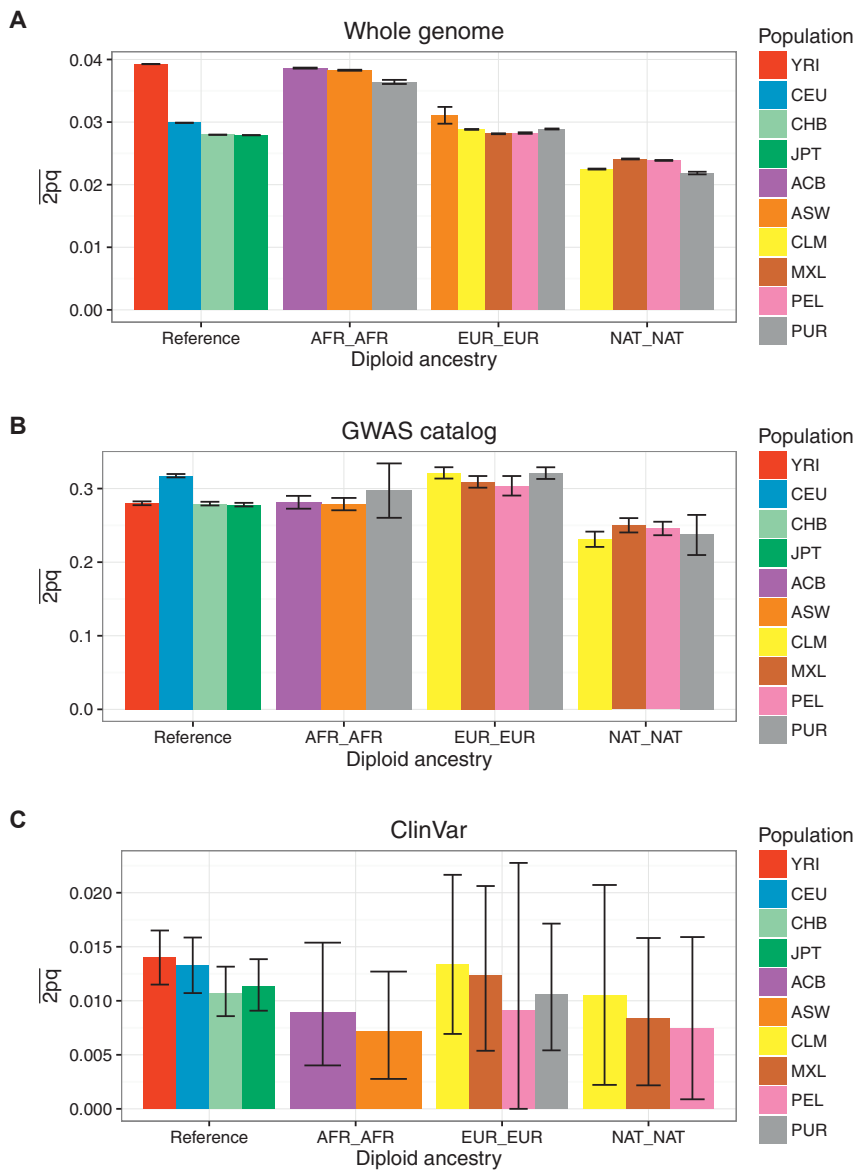 A
Whole genome
0.04
0.03
0.02
0.01
0.00
2pq
Reference AFR_AFR EUR_EUR NAT_NAT
Diploid ancestry
Population
YRI
CEU
CHB
JPT
ACB
ASW
CLM
MXL
PEL
PUR
B
GWAS catalog
0.3
0.2
0.1
0.0
2pq
Reference AFR_AFR EUR_EUR NAT_NAT
Diploid ancestry
Population
YRI
CEU
CHB
JPT
ACB
ASW
CLM
MXL
PEL
PUR
C
ClinVar
0.020
0.015
0.010
0.005
0.000
2pq
Reference AFR_AFR EUR_EUR NAT_NAT
Diploid ancestry
Population
YRI
CEU
CHB
JPT
ACB
ASW
CLM
MXL
PEL
PUR